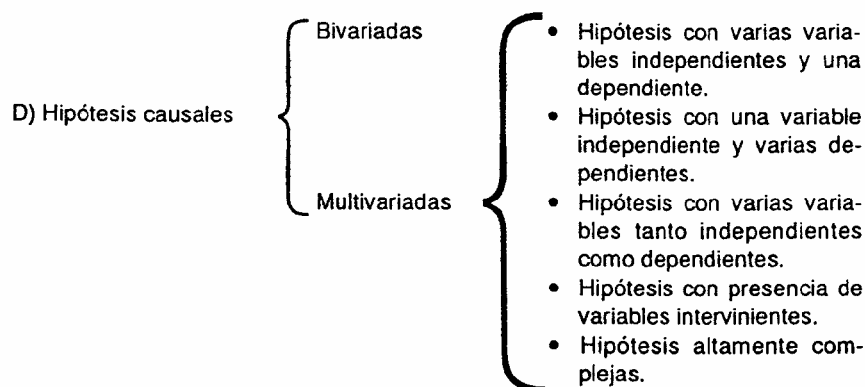 D) Hipótesis causales
Bivariadas
Multivariadas
• Hipótesis con varias varia-
bles independientes y una
dependiente.
• Hipótesis con una variable
independiente y varias de-
pendientes.
• Hipótesis con varias varia-
bles tanto independientes
como dependientes.
• Hipótesis con presencia de
variables intervinientes.
• Hipótesis altamente com-
plejas.